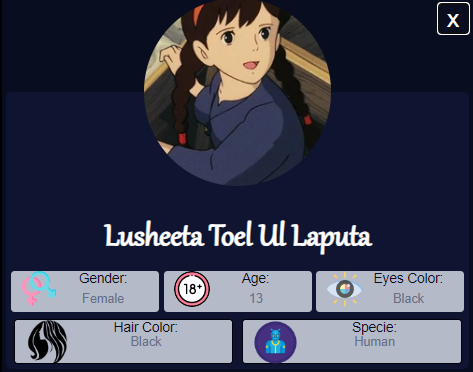 X
Lusheeta Toel Ul Laputa
Gender:
Female
18+
Age:
13
Eyes Color:
Black
Hair Color:
Black
Specie:
Human